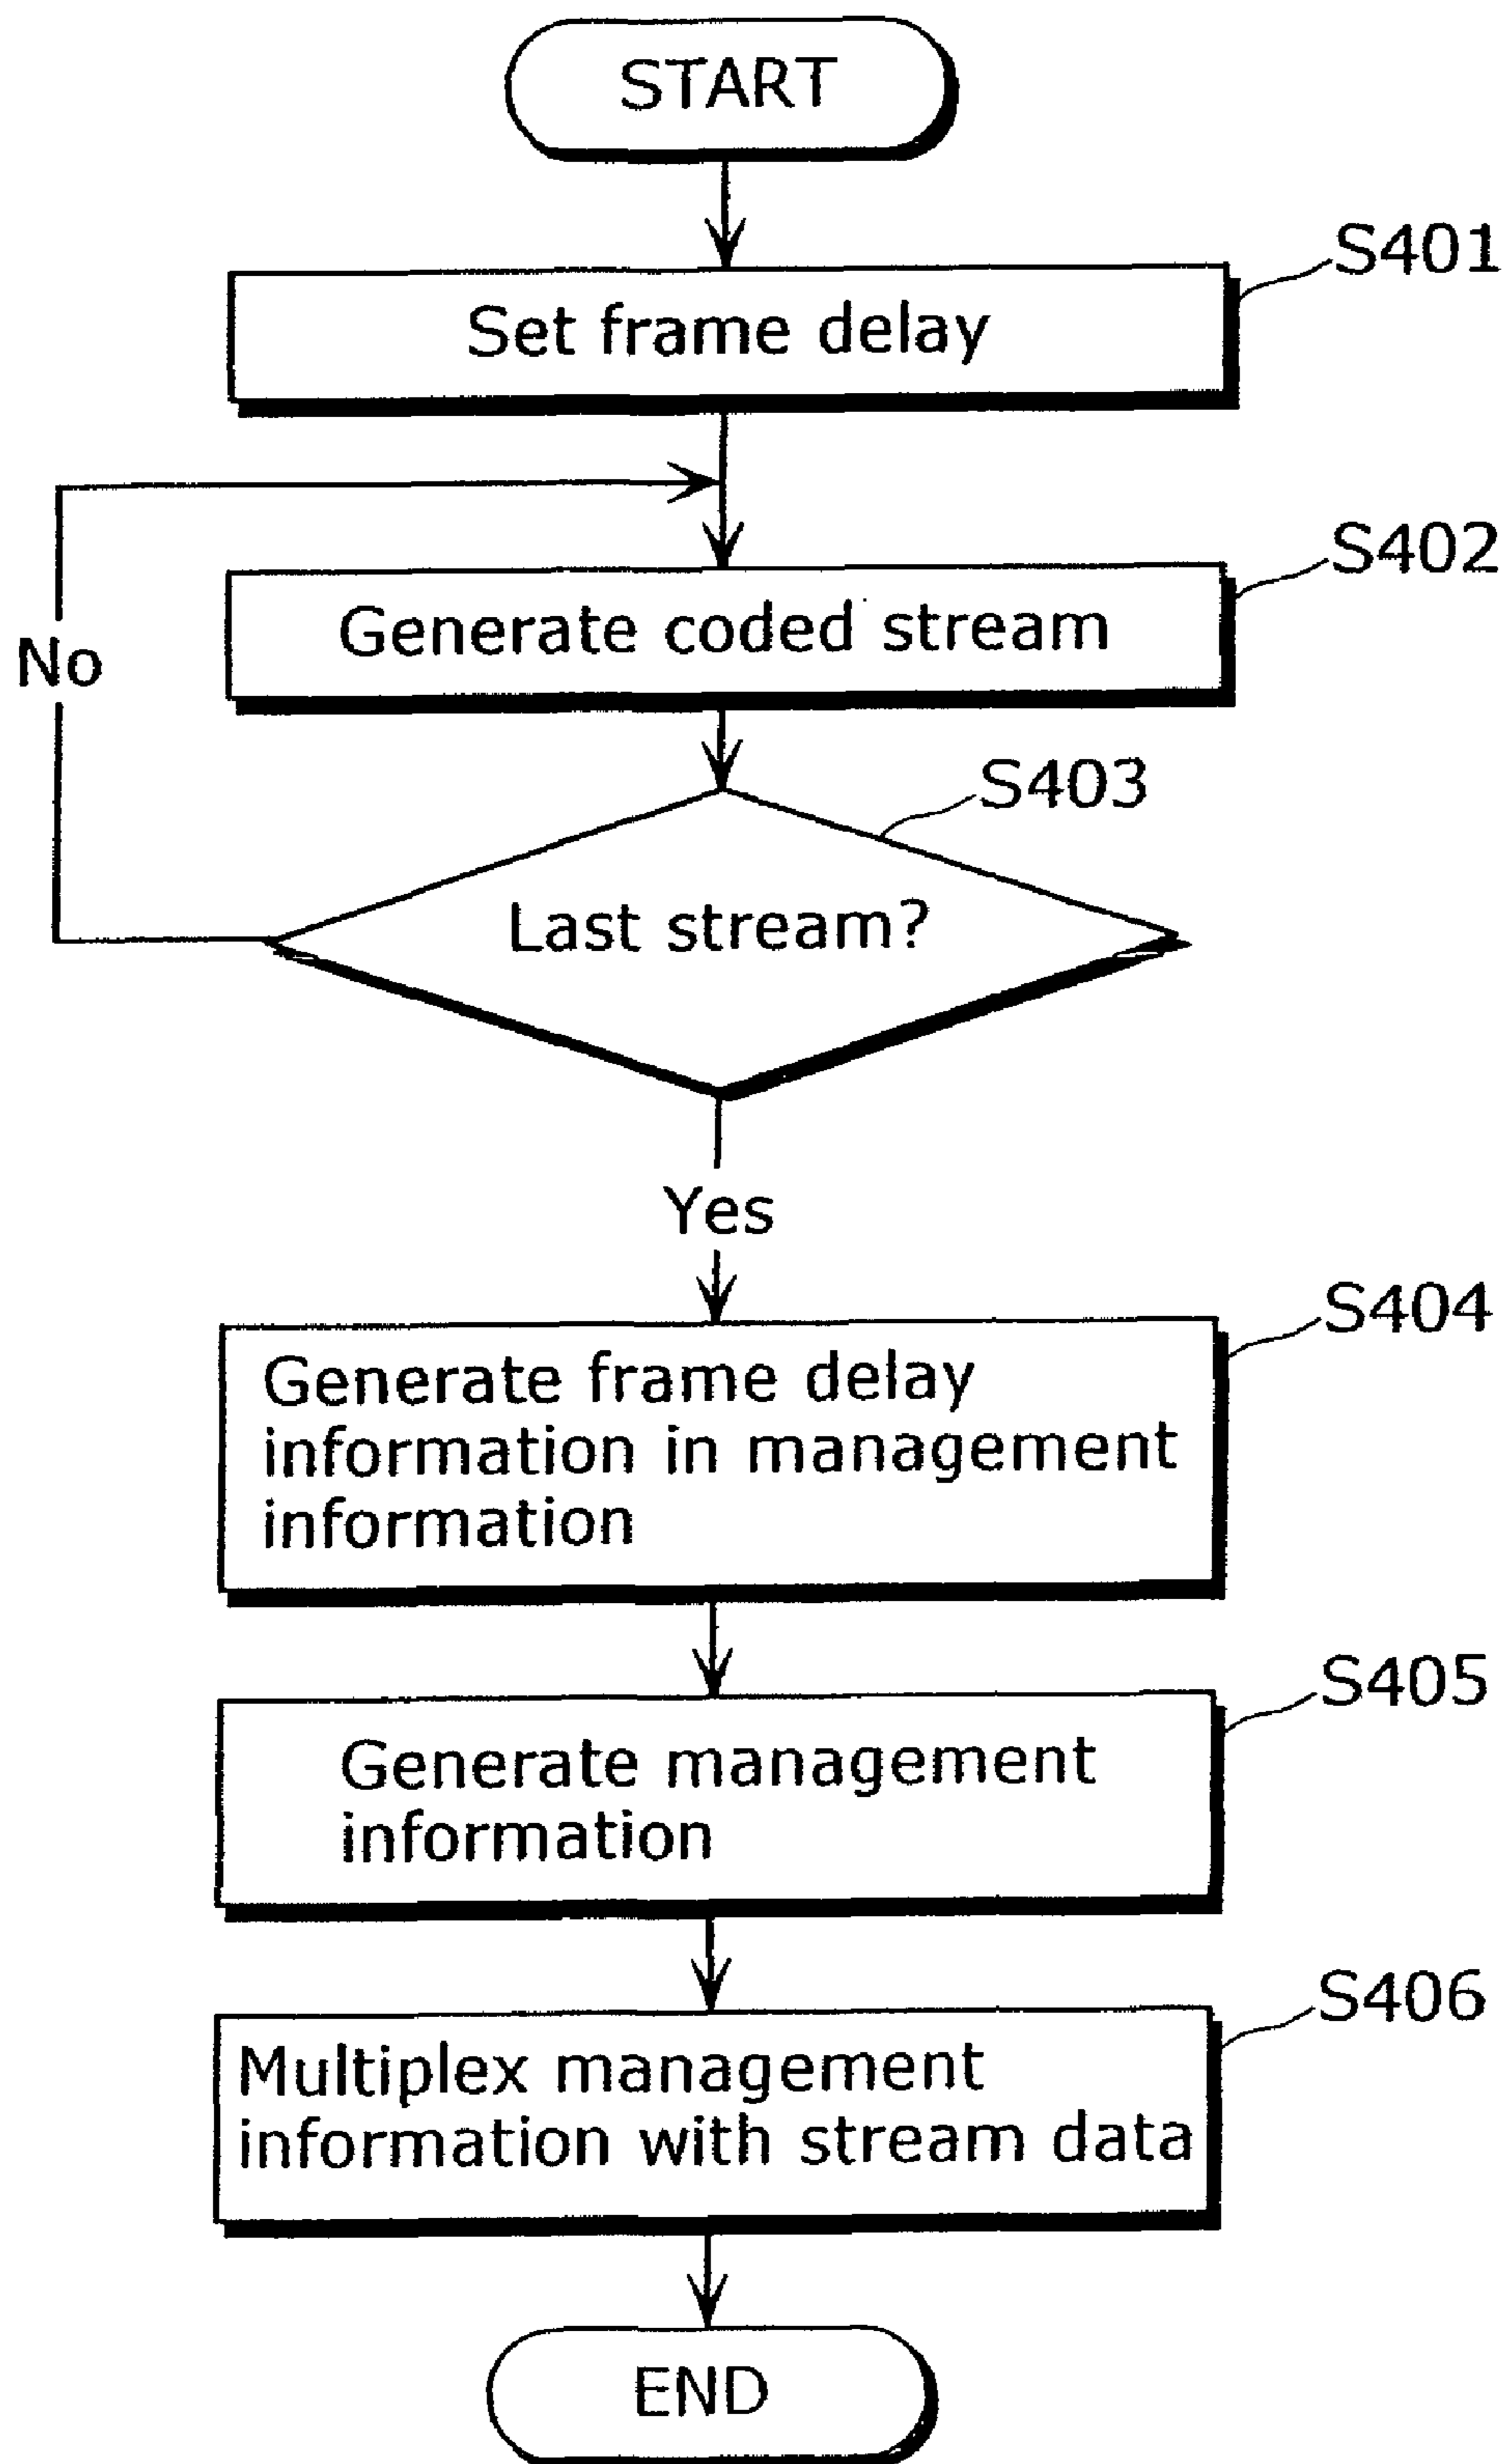 START
S401
Set frame delay
S402
Generate coded stream
No
S403
Last stream?
Yes
S404
Generate frame delay
information in management
information
S405
Generate management
information
S406
Multiplex management
information with stream data
END